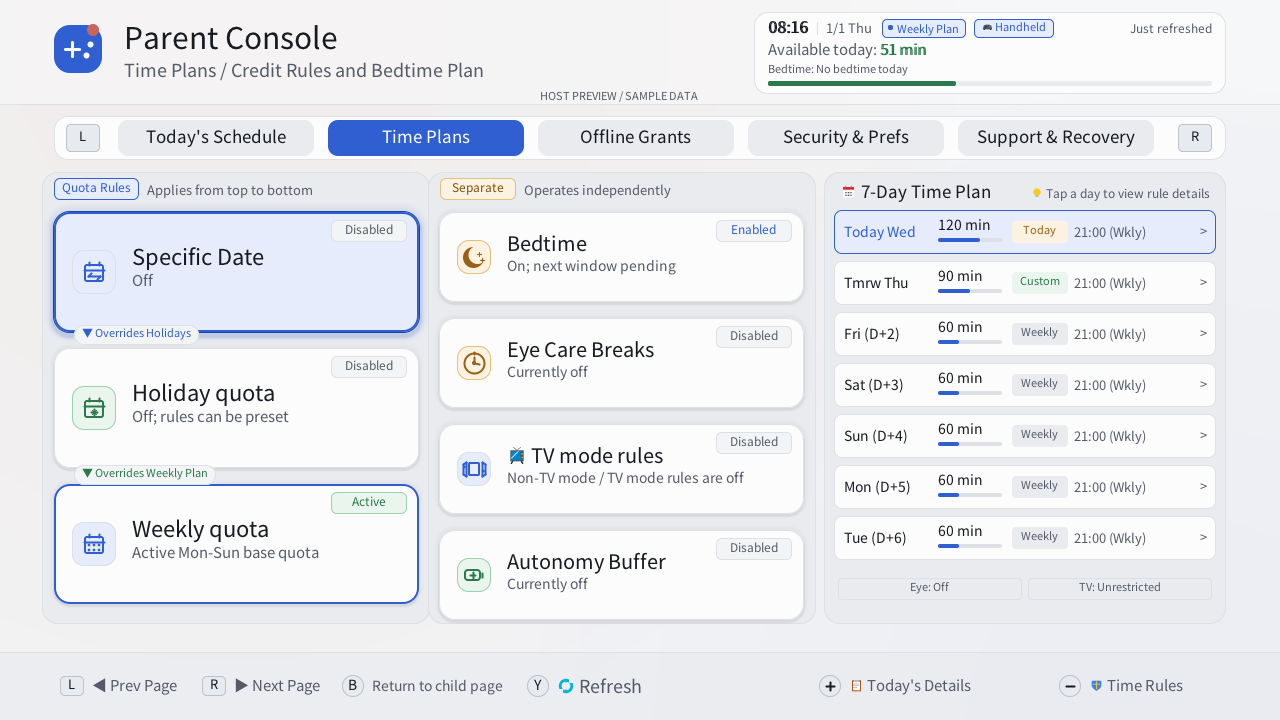 Parent Console
Time Plans / Credit Rules and Bedtime Plan
08:16 1/1 Thu Weekly Plan Handheld Just refreshed
Available today: 51 min
Bedtime: No bedtime today
HOST PREVIEW / SAMPLE DATA
L Today's Schedule Time Plans Offline Grants Security & Prefs Support & Recovery R
Quota Rules Applies from top to bottom
Disabled
Specific Date
Off
▼ Overrides Holidays
Disabled
Holiday quota
Off; rules can be preset
▼ Overrides Weekly Plan
Active
Weekly quota
Active Mon-Sun base quota
Separate Operates independently
Enabled
Bedtime
On; next window pending
Disabled
Eye Care Breaks
Currently off
Disabled
TV mode rules
Non-TV mode / TV mode rules are off
Disabled
Autonomy Buffer
Currently off
7-Day Time Plan Tap a day to view rule details
Today Wed 120 min Today 21:00 (Wkly) >
Tmrw Thu 90 min Custom 21:00 (Wkly) >
Fri (D+2) 60 min Weekly 21:00 (Wkly) >
Sat (D+3) 60 min Weekly 21:00 (Wkly) >
Sun (D+4) 60 min Weekly 21:00 (Wkly) >
Mon (D+5) 60 min Weekly 21:00 (Wkly) >
Tue (D+6) 60 min Weekly 21:00 (Wkly) >
Eye: Off TV: Unrestricted
L ◀ Prev Page R ▶ Next Page B Return to child page Y Refresh + Today's Details − Time Rules